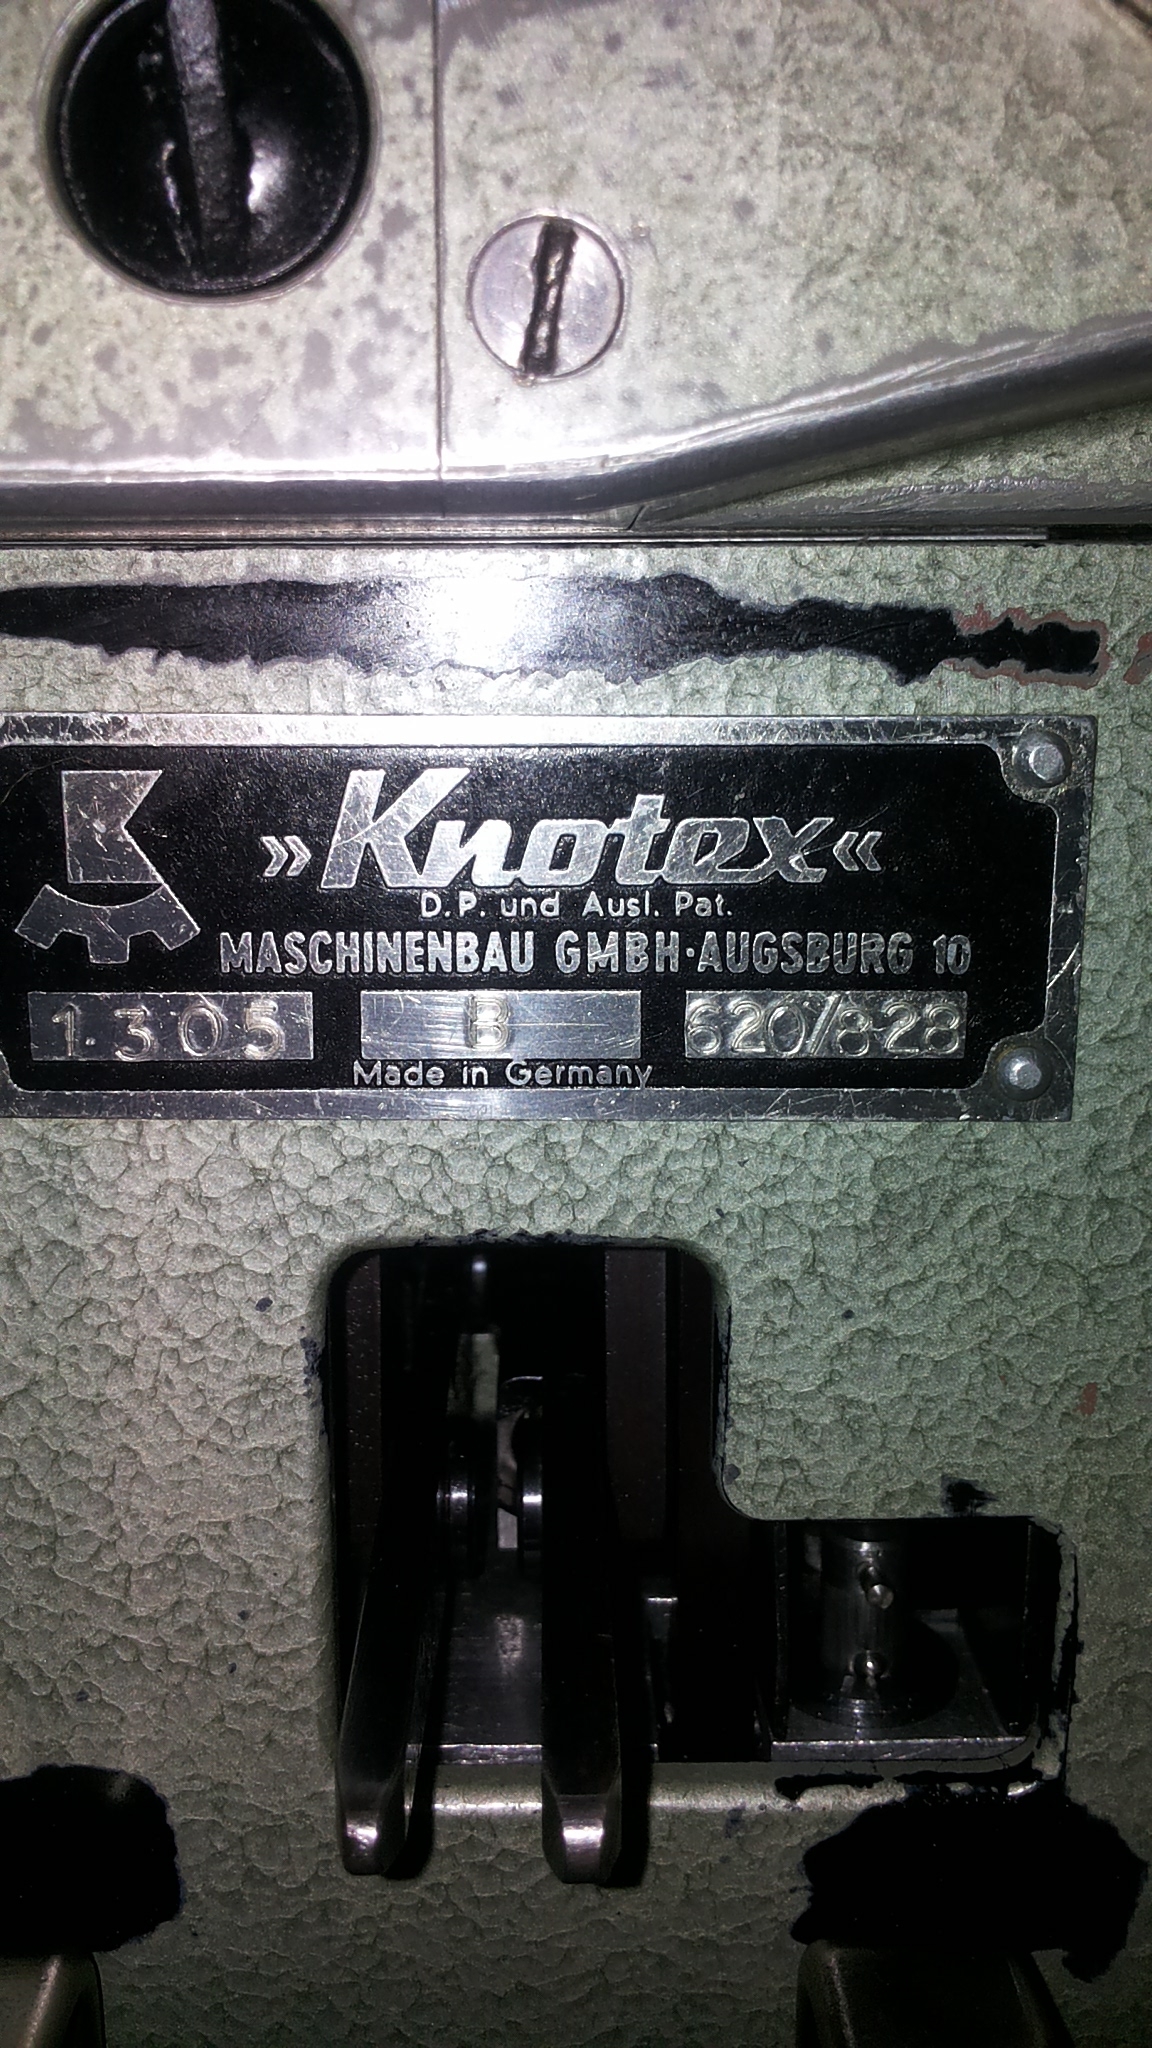 »Knotex«
D.P. und Ausl. Pat.
MASCHINENBAU GMBH·AUGSBURG 10
1.305 B 620/828
Made in Germany